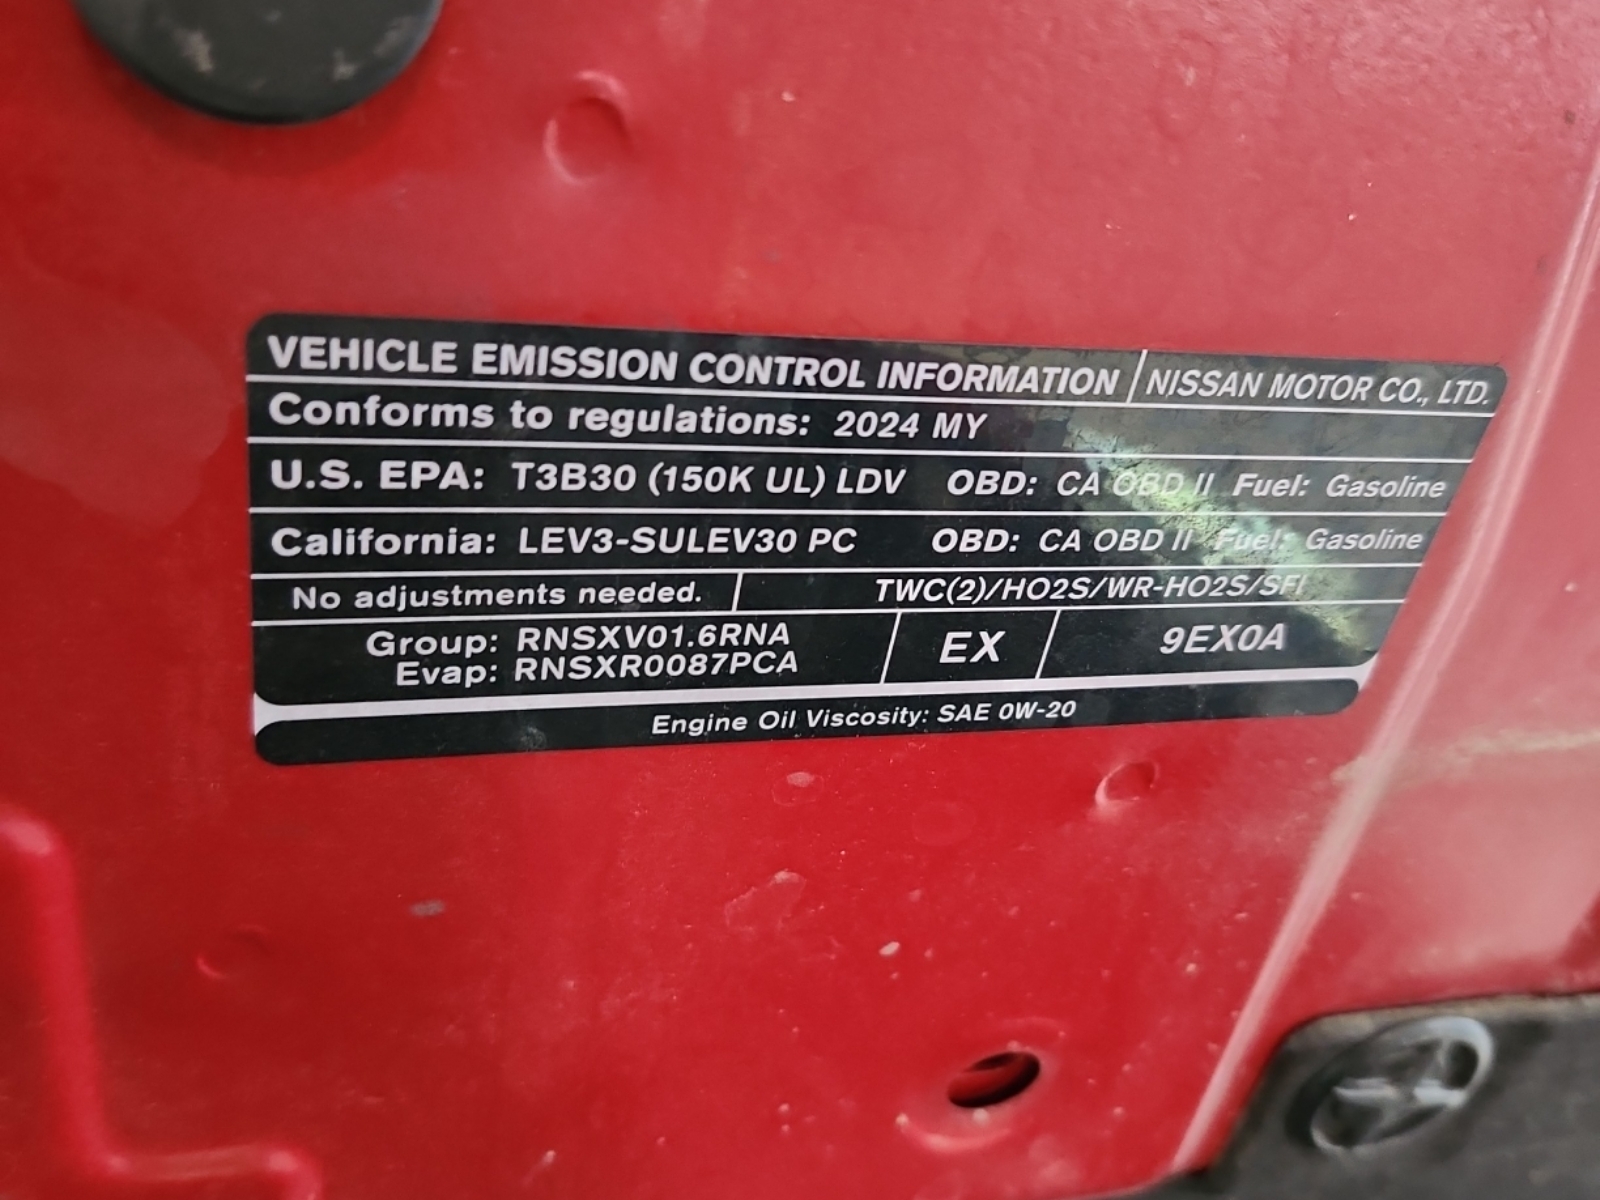 VEHICLE EMISSION CONTROL INFORMATION NISSAN MOTOR CO., LTD.
Conforms to regulations: 2024 MY
U.S. EPA: T3B30 (150K UL) LDV OBD: CA OBD II Fuel: Gasoline
California: LEV3-SULEV30 PC OBD: CA OBD II Fuel: Gasoline
No adjustments needed. TWC(2)/HO2S/WR-HO2S/SFI
Group: RNSXV01.6RNA
Evap: RNSXR0087PCA
EX
9EX0A
Engine Oil Viscosity: SAE 0W-20